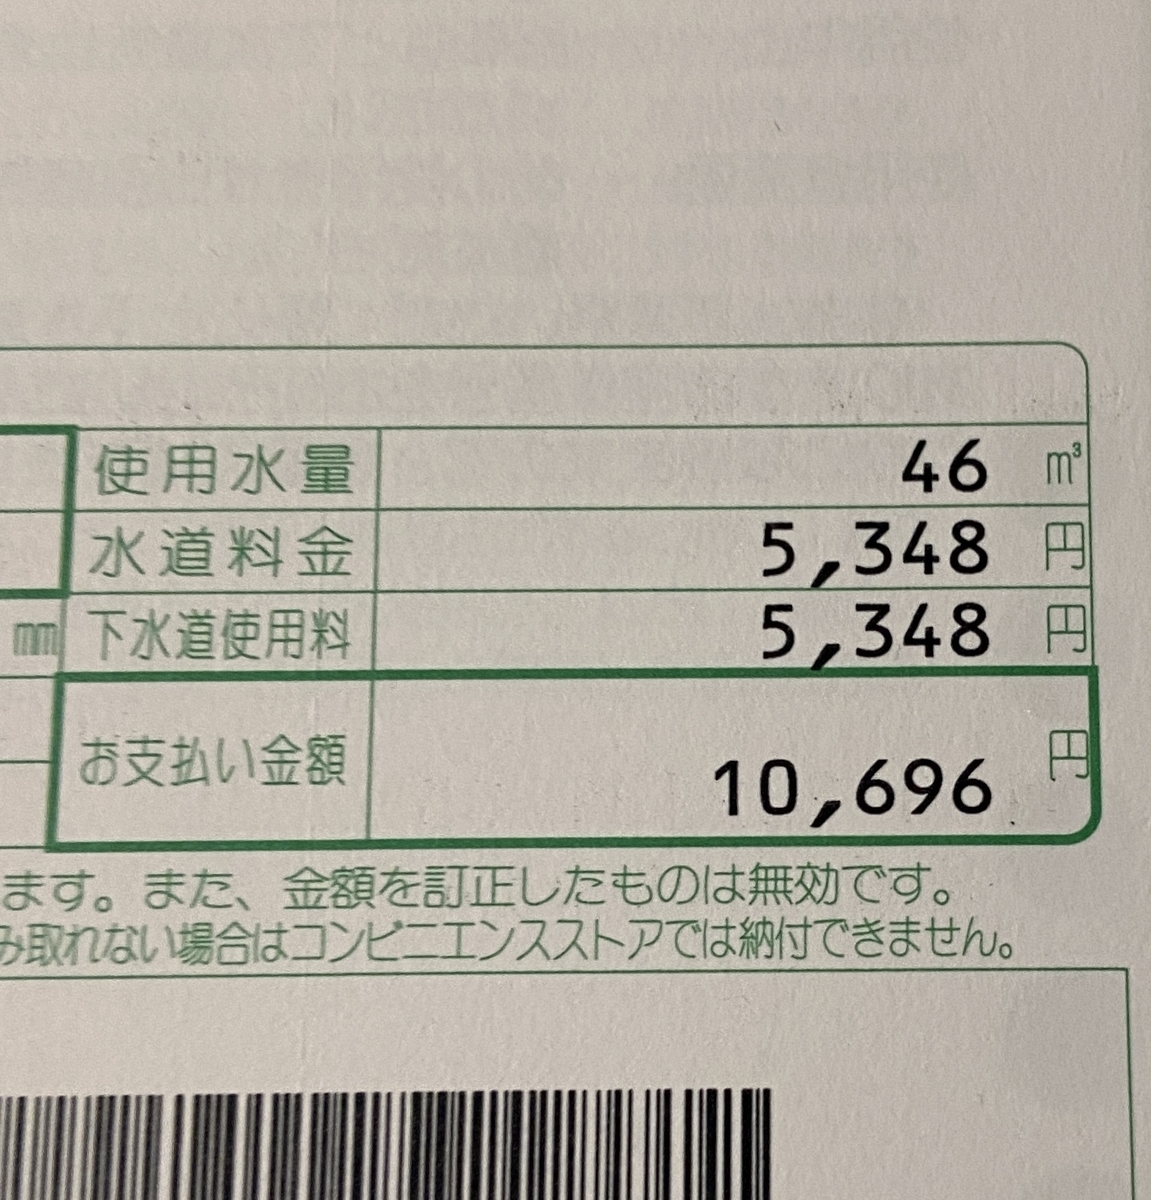 使用水量 46 m³
水道料金 5,348 円
mm 下水道使用料 5,348 円
お支払い金額 10,696 円
ます。また、金額を訂正したものは無効です。
み取れない場合はコンビニエンスストアでは納付できません。